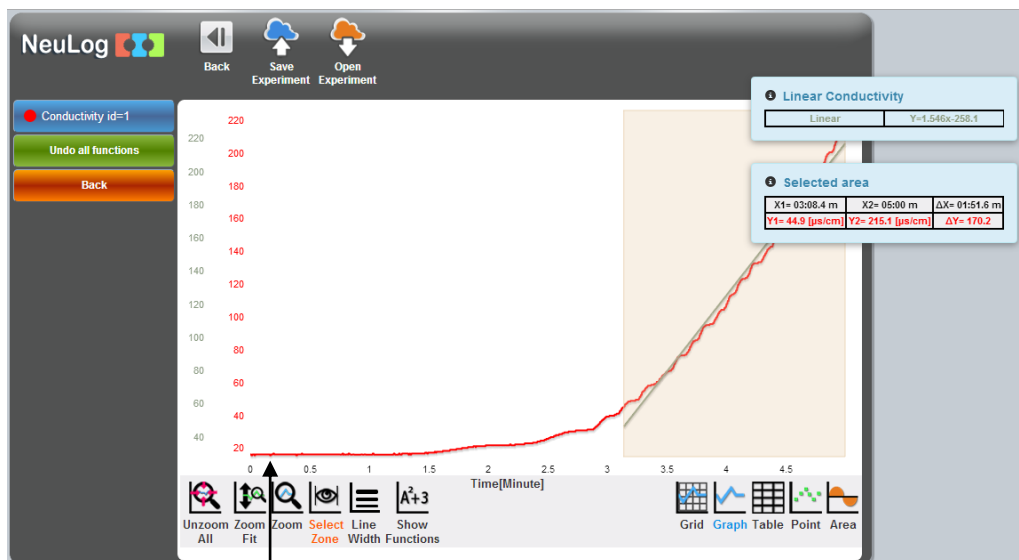 NeuLog
Back
Save Experiment
Open Experiment
Conductivity id=1
Undo all functions
Back
Linear Conductivity
Linear Y=1.546x-258.1
Selected area
X1= 03:08.4 m X2= 05:00 m ΔX= 01:51.6 m
Y1= 44.9 [µs/cm] Y2= 215.1 [µs/cm] ΔY= 170.2
220
200
180
160
140
120
100
80
60
40
220
200
180
160
140
120
100
80
60
40
20
0 0.5 1 1.5 2 2.5 3 3.5 4 4.5
Time[Minute]
Unzoom All
Zoom Fit
Zoom
Select Zone
Line Width
A²+3
Show Functions
Grid
Graph
Table
Point
Area